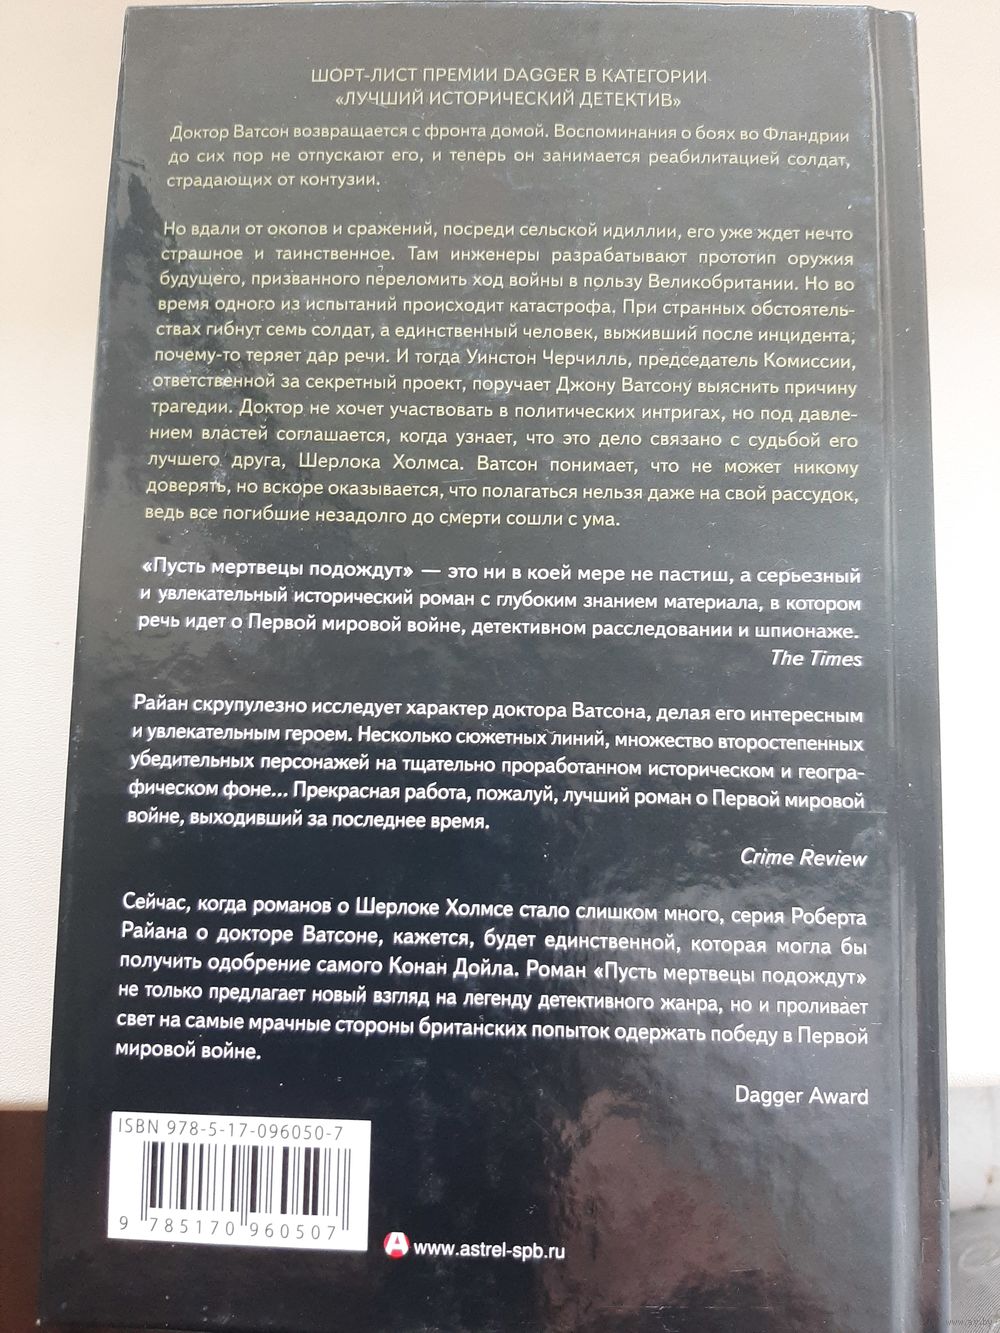 ШОРТ-ЛИСТ ПРЕМИИ DAGGER В КАТЕГОРИИ
«ЛУЧШИЙ ИСТОРИЧЕСКИЙ ДЕТЕКТИВ»
Доктор Ватсон возвращается с фронта домой. Воспоминания о боях во Фландрии
до сих пор не отпускают его, и теперь он занимается реабилитацией солдат,
страдающих от контузии.
Но вдали от окопов и сражений, посреди сельской идиллии, его уже ждет нечто
страшное и таинственное. Там инженеры разрабатывают прототип оружия
будущего, призванного переломить ход войны в пользу Великобритании. Но во
время одного из испытаний происходит катастрофа. При странных обстоятель-
ствах гибнут семь солдат, а единственный человек, выживший после инцидента,
почему-то теряет дар речи. И тогда Уинстон Черчилль, председатель Комиссии,
ответственной за секретный проект, поручает Джону Ватсону выяснить причину
трагедии. Доктор не хочет участвовать в политических интригах, но под давле-
нием властей соглашается, когда узнает, что это дело связано с судьбой его
лучшего друга, Шерлока Холмса. Ватсон понимает, что не может никому
доверять, но вскоре оказывается, что полагаться нельзя даже на свой рассудок,
ведь все погибшие незадолго до смерти сошли с ума.
«Пусть мертвецы подождут» — это ни в коей мере не пастиш, а серьезный
и увлекательный исторический роман с глубоким знанием материала, в котором
речь идет о Первой мировой войне, детективном расследовании и шпионаже.
The Times
Райан скрупулезно исследует характер доктора Ватсона, делая его интересным
и увлекательным героем. Несколько сюжетных линий, множество второстепенных
убедительных персонажей на тщательно проработанном историческом и геогра-
фическом фоне... Прекрасная работа, пожалуй, лучший роман о Первой мировой
войне, выходивший за последнее время.
Crime Review
Сейчас, когда романов о Шерлоке Холмсе стало слишком много, серия Роберта
Райана о докторе Ватсоне, кажется, будет единственной, которая могла бы
получить одобрение самого Конан Дойла. Роман «Пусть мертвецы подождут»
не только предлагает новый взгляд на легенду детективного жанра, но и проливает
свет на самые мрачные стороны британских попыток одержать победу в Первой
мировой войне.
Dagger Award
ISBN 978-5-17-096050-7
9 785170 960507
A www.astrel-spb.ru